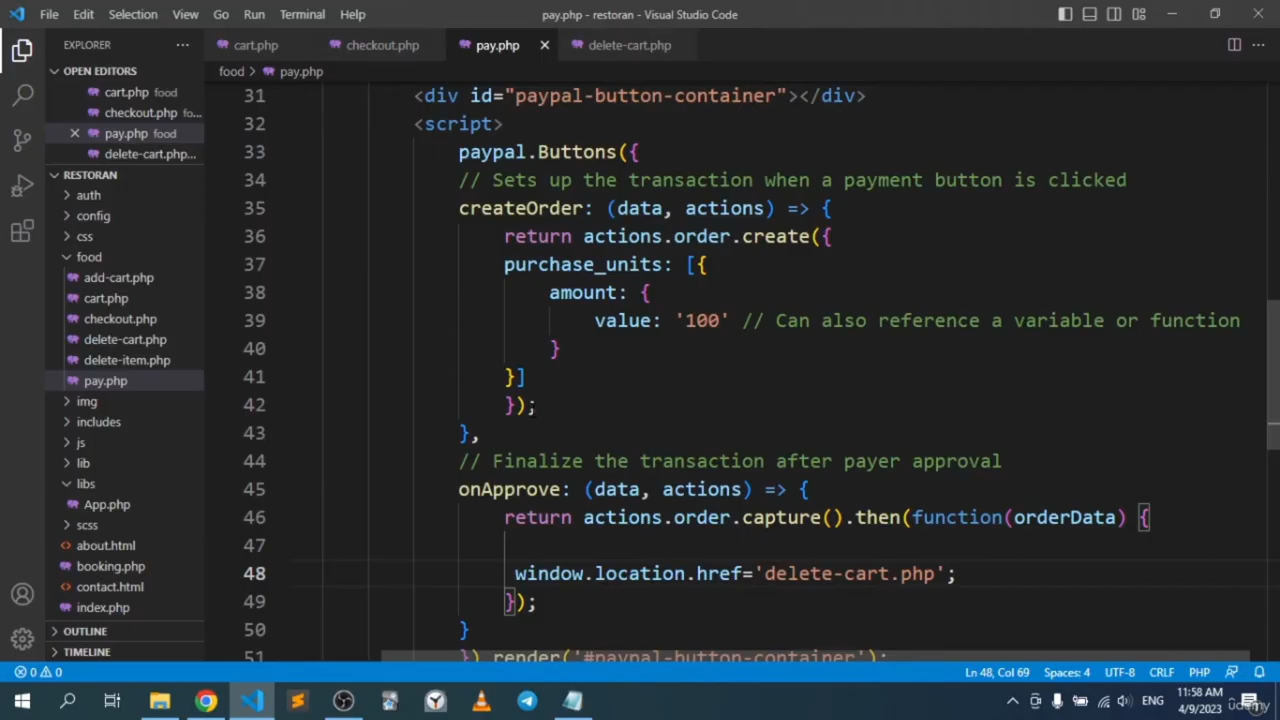 File Edit Selection View Go Run Terminal Help pay.php - restoran - Visual Studio Code
EXPLORER
OPEN EDITORS
cart.php food
checkout.php fo...
pay.php food
delete-cart.php...
RESTORAN
auth
config
css
food
add-cart.php
cart.php
checkout.php
delete-cart.php
delete-item.php
pay.php
img
includes
js
lib
libs
App.php
scss
about.html
booking.php
contact.html
index.php
OUTLINE
TIMELINE
cart.php checkout.php pay.php delete-cart.php
food > pay.php
31 <div id="paypal-button-container"></div>
32 <script>
33 paypal.Buttons({
34 // Sets up the transaction when a payment button is clicked
35 createOrder: (data, actions) => {
36 return actions.order.create({
37 purchase_units: [{
38 amount: {
39 value: '100' // Can also reference a variable or function
40 }
41 }]
42 });
43 },
44 // Finalize the transaction after payer approval
45 onApprove: (data, actions) => {
46 return actions.order.capture().then(function(orderData) {
47
48 window.location.href='delete-cart.php';
49 });
50 }
51 }).render('#paypal-button-container');
0 0 Ln 48, Col 69 Spaces: 4 UTF-8 CRLF PHP
ENG 11:58 AM
4/9/2023
udemy